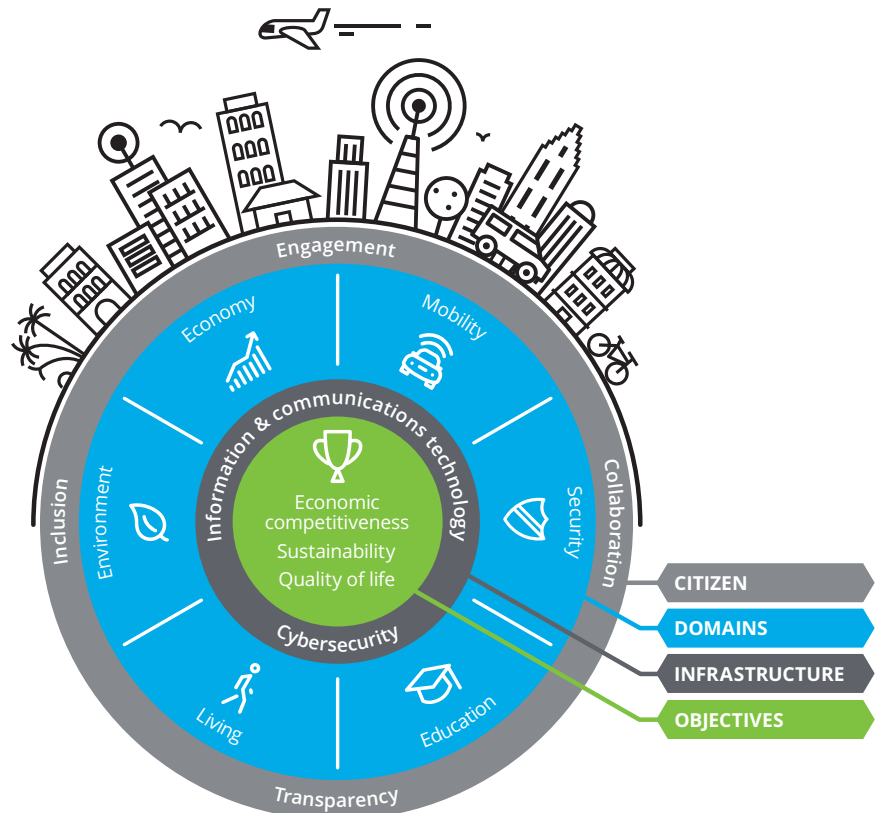 Engagement
Economy
Mobility
Information & communications technology
Inclusion
Environment
Economic
competitiveness
Sustainability
Quality of life
Security
Collaboration
Cybersecurity
Living
Education
Transparency
CITIZEN
DOMAINS
INFRASTRUCTURE
OBJECTIVES